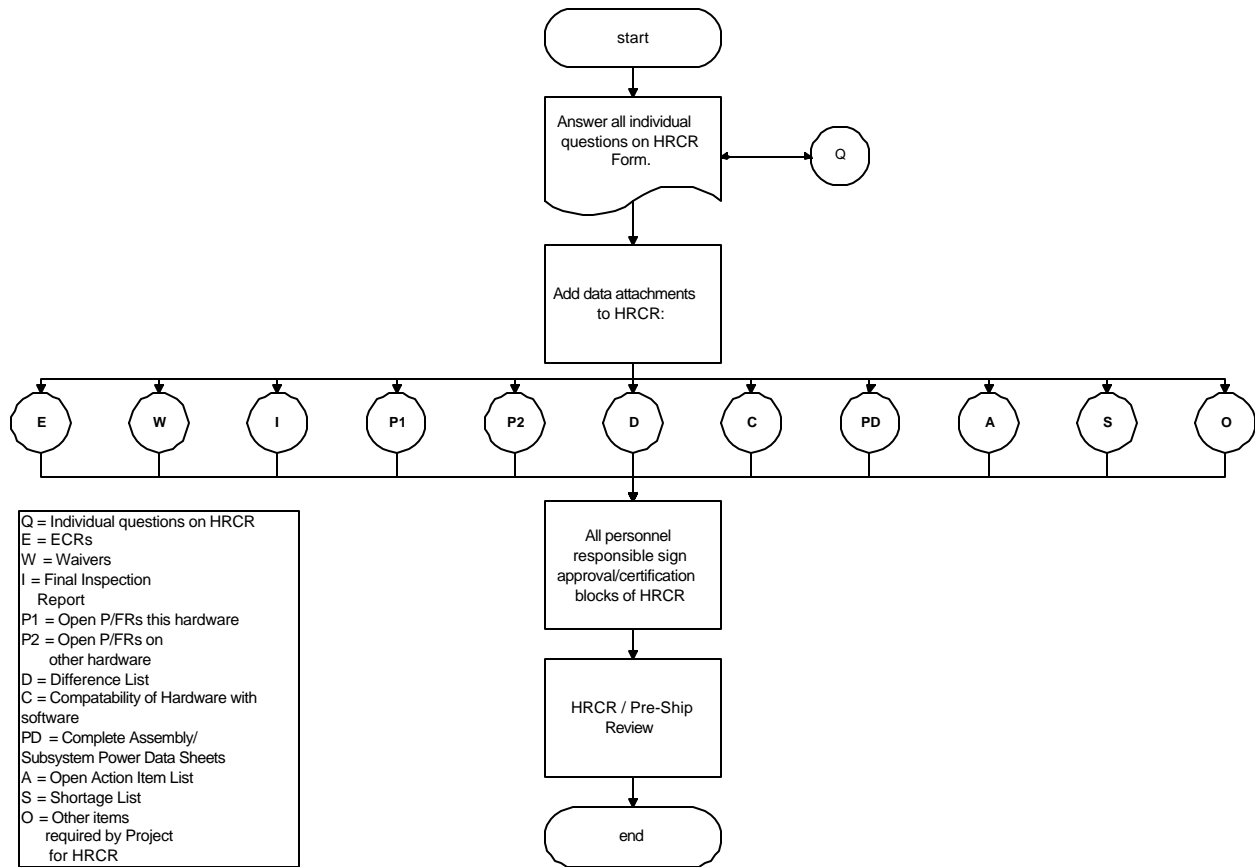 start
Answer all individual
questions on HRCR
Form.
Q
Add data attachments
to HRCR:
E W I P1 P2 D C PD A S O
Q = Individual questions on HRCR
E = ECRs
W = Waivers
I = Final Inspection
Report
P1 = Open P/FRs this hardware
P2 = Open P/FRs on
other hardware
D = Difference List
C = Compatability of Hardware with
software
PD = Complete Assembly/
Subsystem Power Data Sheets
A = Open Action Item List
S = Shortage List
O = Other items
required by Project
for HRCR
All personnel
responsible sign
approval/certification
blocks of HRCR
HRCR / Pre-Ship
Review
end